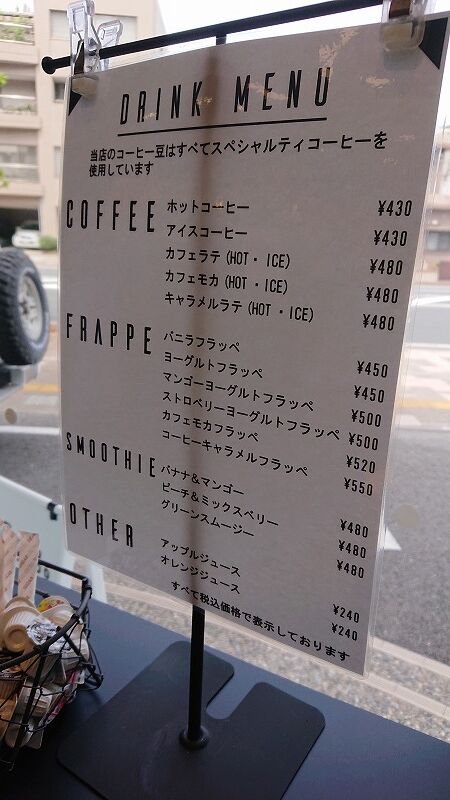 DRINK MENU
当店のコーヒー豆はすべてスペシャルティコーヒーを
使用しています
COFFEE
ホットコーヒー ¥430
アイスコーヒー ¥430
カフェラテ (HOT・ICE) ¥480
カフェモカ (HOT・ICE) ¥480
キャラメルラテ (HOT・ICE) ¥480
FRAPPE
バニラフラッペ ¥450
ヨーグルトフラッペ ¥450
マンゴーヨーグルトフラッペ ¥500
ストロベリーヨーグルトフラッペ ¥500
カフェモカフラッペ ¥520
コーヒーキャラメルフラッペ ¥550
SMOOTHIE
バナナ&マンゴー ¥480
ピーチ&ミックスベリー ¥480
グリーンスムージー ¥480
OTHER
アップルジュース ¥240
オレンジジュース ¥240
すべて税込価格で表示しております